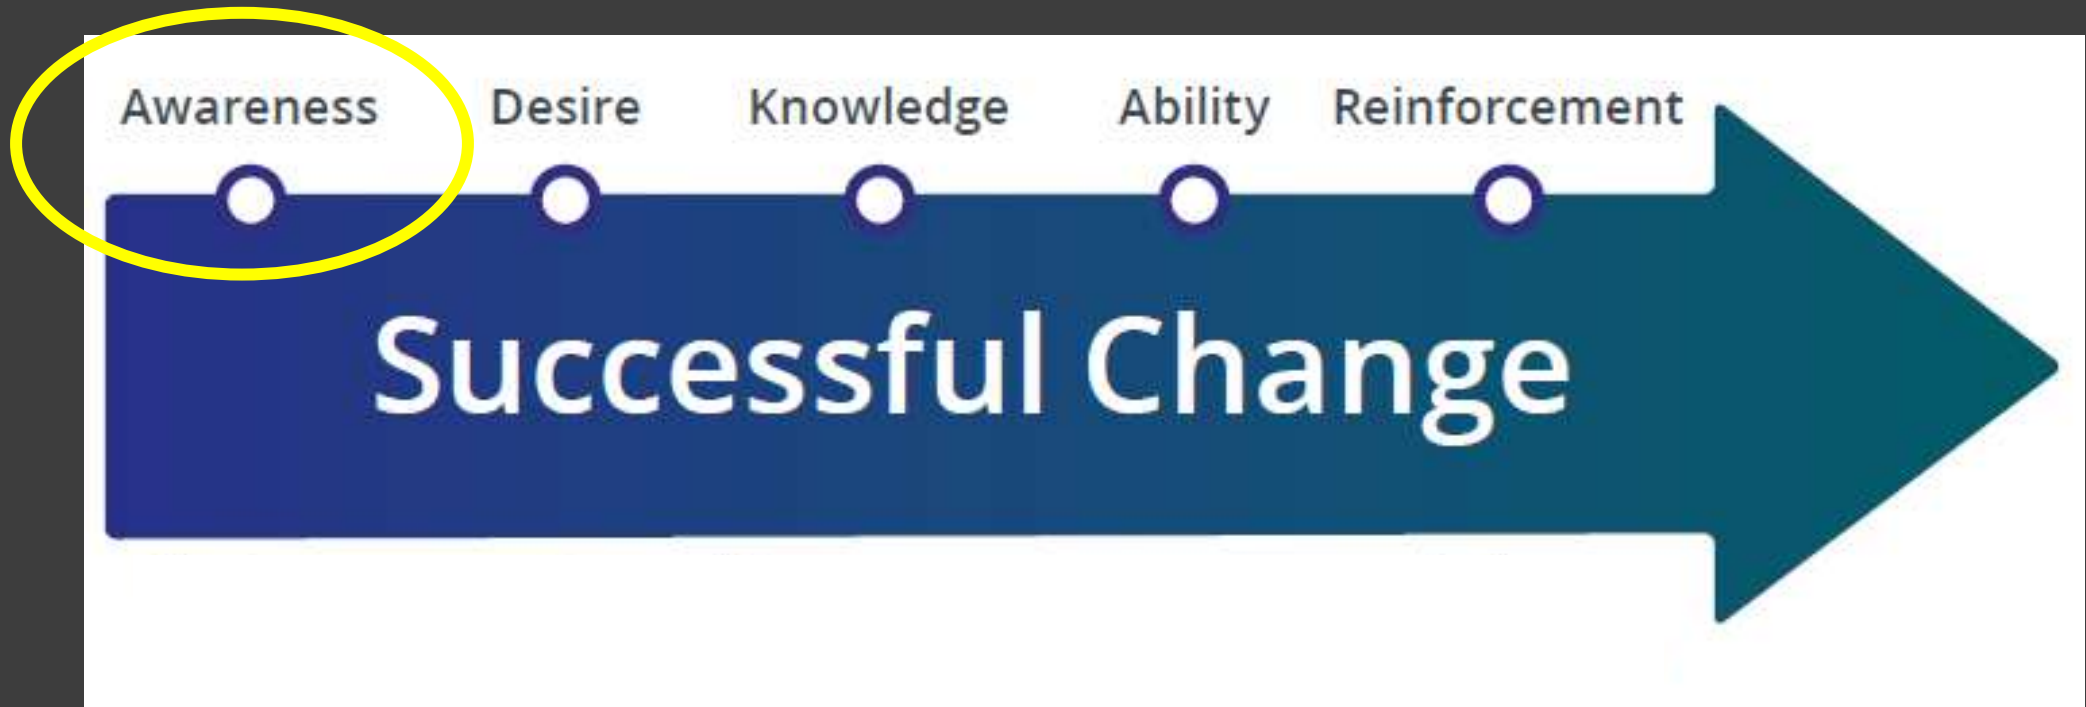 Awareness Desire Knowledge Ability Reinforcement
Successful Change